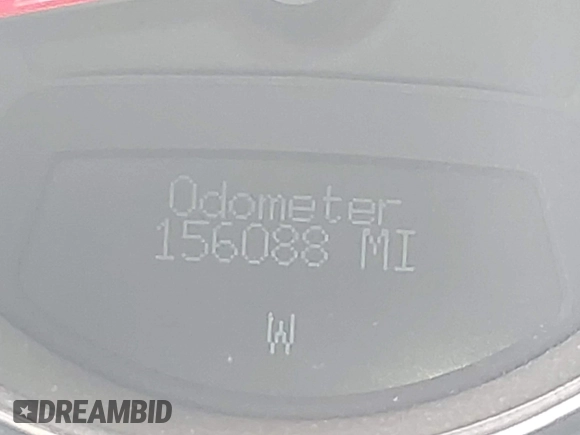 Odometer
156088 MI
W
DREAMBID